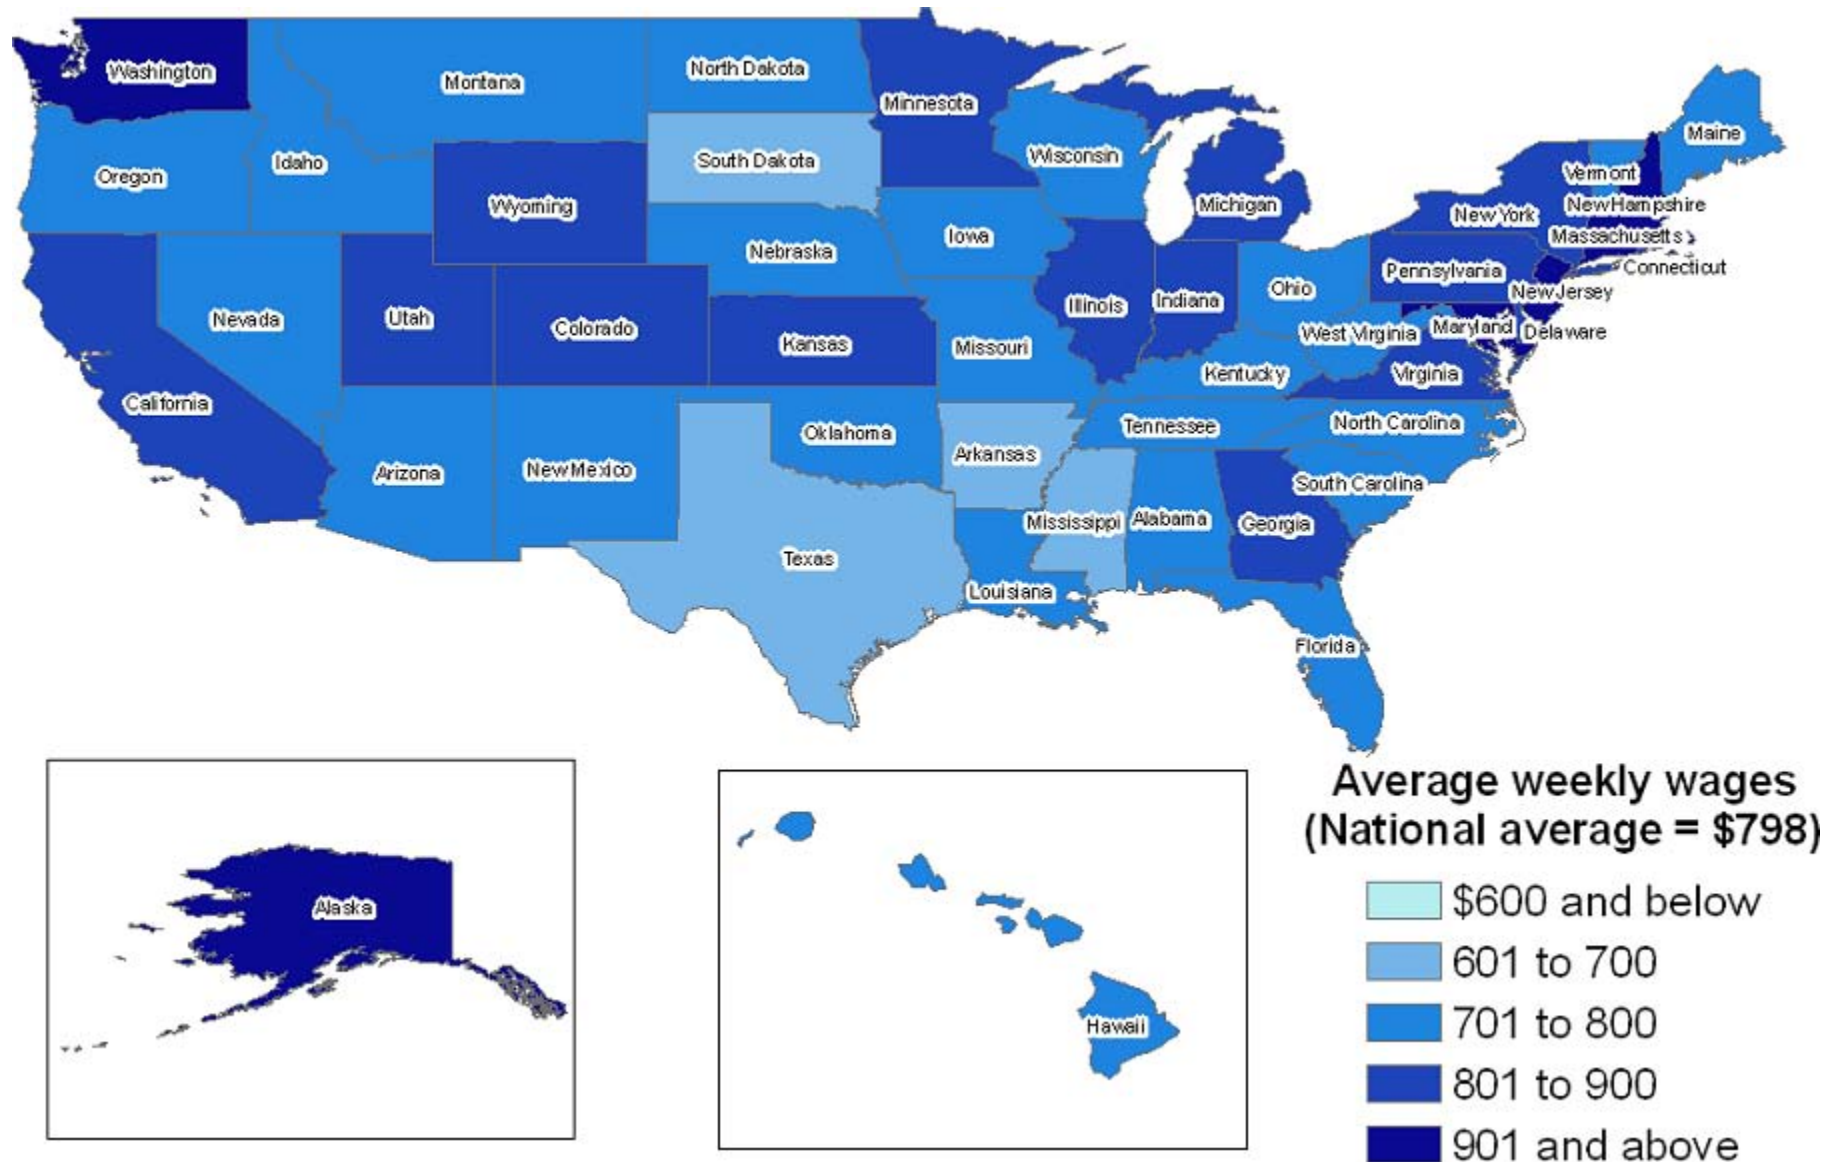 Washington
Montana
North Dakota
Minnesota
Maine
Oregon
Idaho
South Dakota
Wisconsin
Vermont
Wyoming
Michigan
New York
New Hampshire
Iowa
Massachusetts
Nebraska
Pennsylvania
Connecticut
Nevada
Utah
Colorado
Kansas
Missouri
Illinois
Indiana
Ohio
New Jersey
West Virginia
Maryland
Delaware
Kentucky
Virginia
California
Arizona
New Mexico
Oklahoma
Arkansas
Tennessee
North Carolina
South Carolina
Texas
Louisiana
Mississippi
Alabama
Georgia
Florida
Alaska
Hawaii
Average weekly wages
(National average = $798)
$600 and below
601 to 700
701 to 800
801 to 900
901 and above